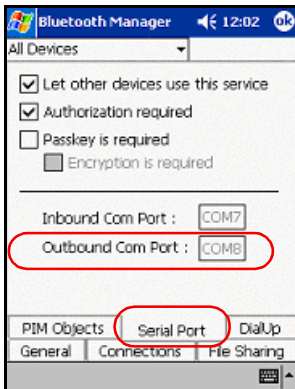 Bluetooth Manager 12:02 ok
All Devices
Let other devices use this service
Authorization required
Passkey is required
Encryption is required
Inbound Com Port : COM7
Outbound Com Port : COM8
PIM Objects Serial Port DialUp
General Connections File Sharing